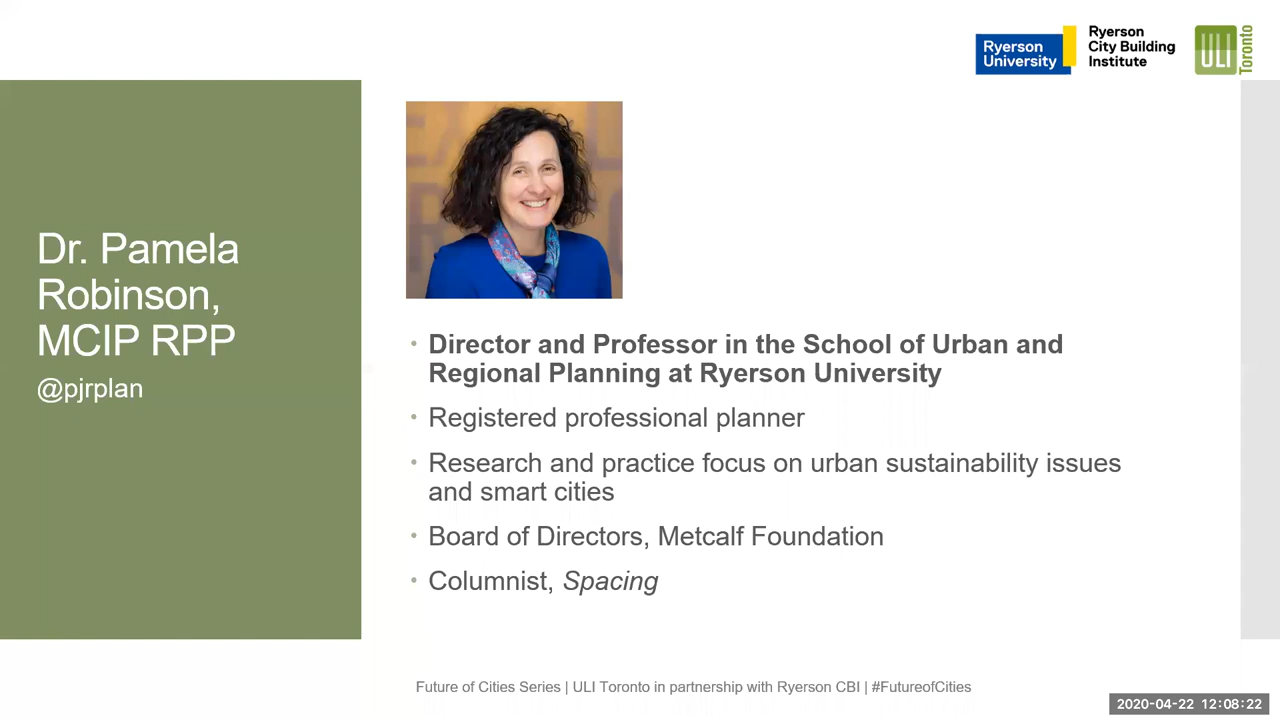 Ryerson
University
Ryerson
City Building
Institute
ULI
Toronto
Dr. Pamela
Robinson,
MCIP RPP
@pjrplan
• Director and Professor in the School of Urban and
Regional Planning at Ryerson University
• Registered professional planner
• Research and practice focus on urban sustainability issues
and smart cities
• Board of Directors, Metcalf Foundation
• Columnist, Spacing
Future of Cities Series | ULI Toronto in partnership with Ryerson CBI | #FutureofCities
2020-04-22 12:08:22